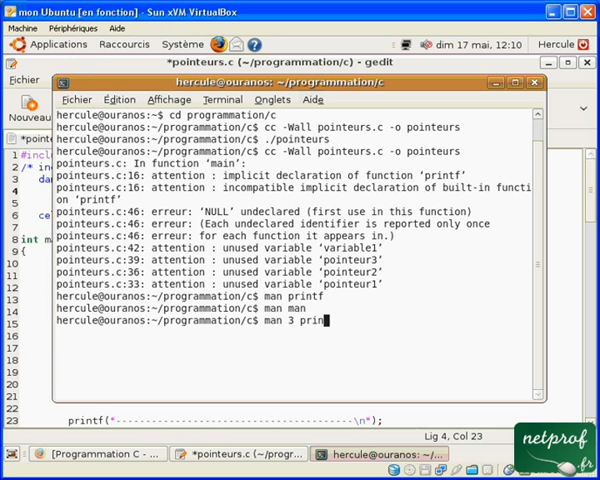 mon Ubuntu [en fonction] - Sun xVM VirtualBox
Machine Périphériques Aide
Applications Raccourcis Système dim 17 mai, 12:10 Hercule
*pointeurs.c (~/programmation/c) - gedit
Fichier
Nouveau
*pointe
hercule@ouranos: ~/programmation/c
Fichier Édition Affichage Terminal Onglets Aide
hercule@ouranos:~$ cd programmation/c
hercule@ouranos:~/programmation/c$ cc -Wall pointeurs.c -o pointeurs
hercule@ouranos:~/programmation/c$ ./pointeurs
hercule@ouranos:~/programmation/c$ cc -Wall pointeurs.c -o pointeurs
pointeurs.c: In function ‘main’:
pointeurs.c:16: attention : implicit declaration of function ‘printf’
pointeurs.c:16: attention : incompatible implicit declaration of built-in functi
on ‘printf’
pointeurs.c:46: erreur: ‘NULL’ undeclared (first use in this function)
pointeurs.c:46: erreur: (Each undeclared identifier is reported only once
pointeurs.c:46: erreur: for each function it appears in.)
pointeurs.c:42: attention : unused variable ‘variable1’
pointeurs.c:39: attention : unused variable ‘pointeur3’
pointeurs.c:36: attention : unused variable ‘pointeur2’
pointeurs.c:33: attention : unused variable ‘pointeur1’
hercule@ouranos:~/programmation/c$ man printf
hercule@ouranos:~/programmation/c$ man man
hercule@ouranos:~/programmation/c$ man 3 prin
1 #inclu
2 /* in
3 dan
4
5
6 ce
7
8 int ma
9 {
10
11
12
13
14
15
16
17
18
19
20
21
22
23 printf("----------------------------------------\n");
Lig 4, Col 23
[Programmation C - ... *pointeurs.c (~/progr... hercule@ouranos: ~/...
netprof
.fr